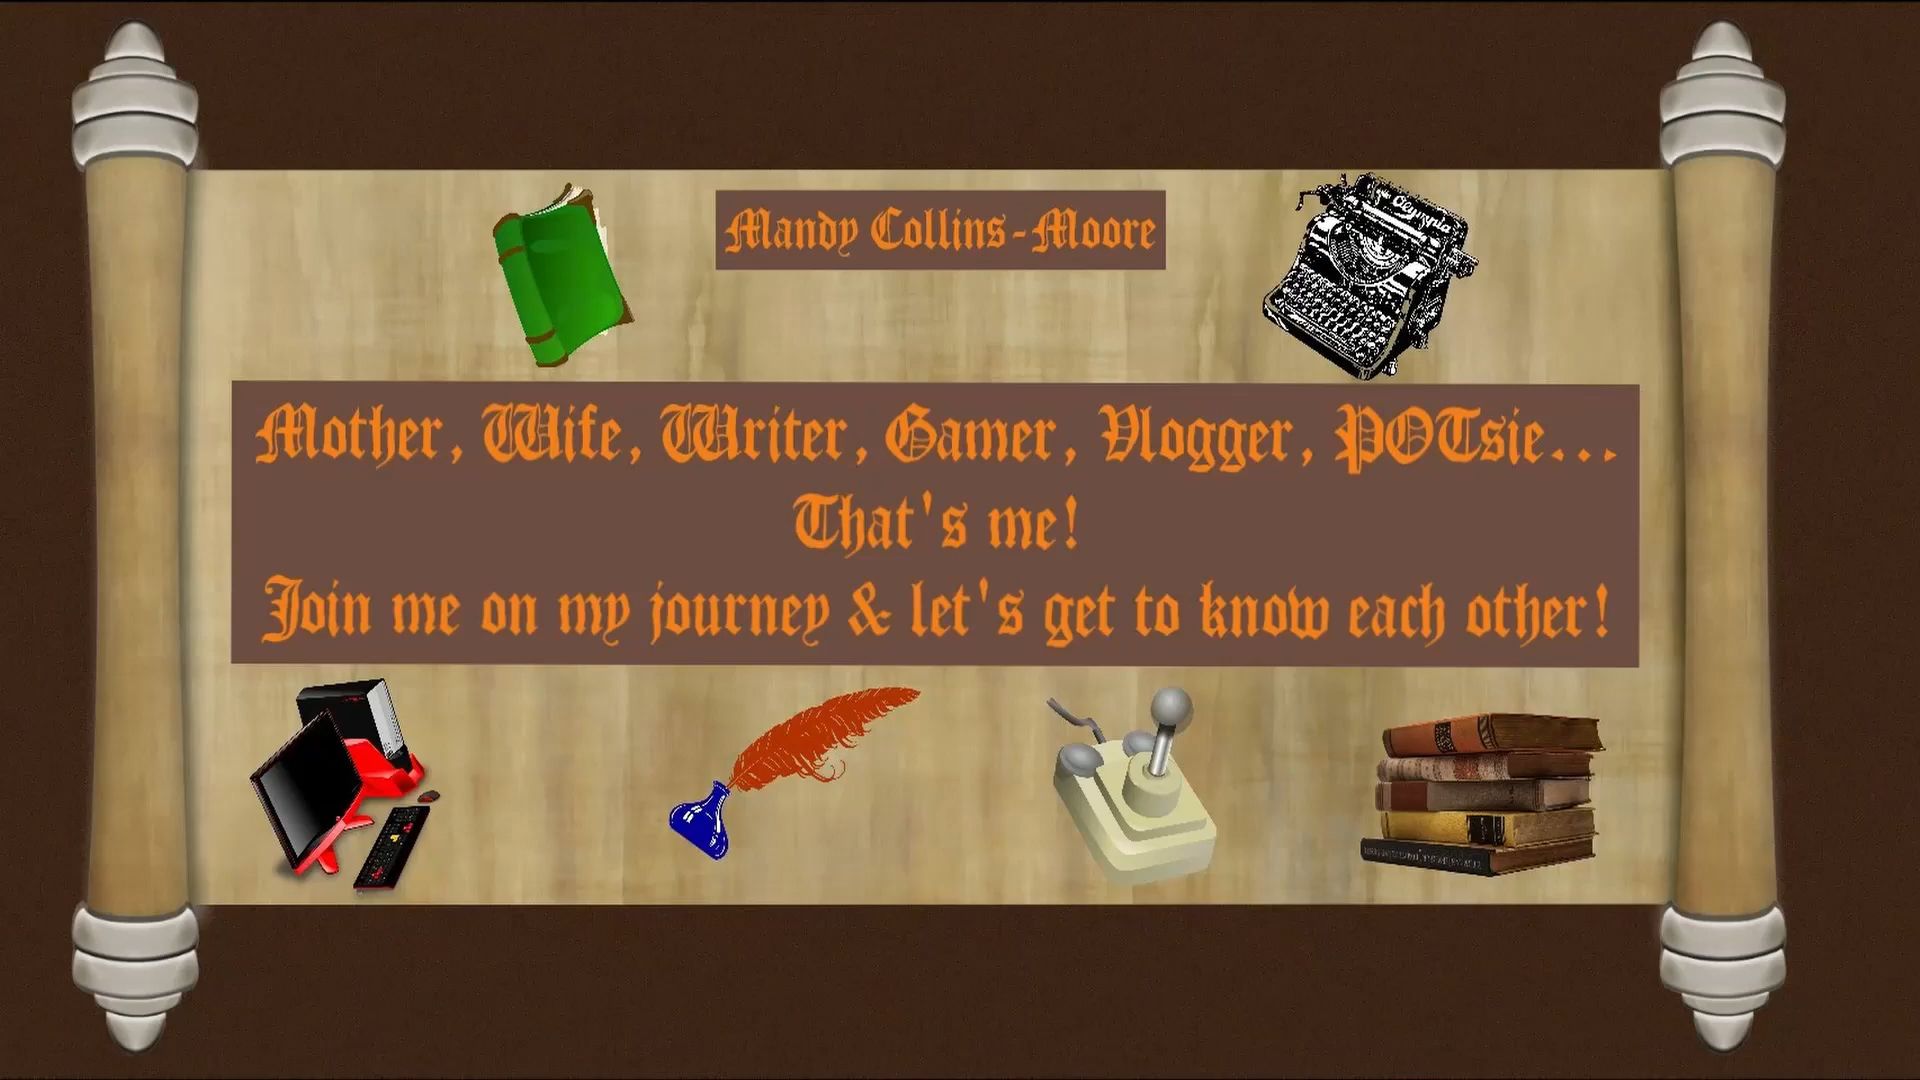 Mandy Collins-Moore
Mother, Wife, Writer, Gamer, Vlogger, POTsie...
That's me!
Join me on my journey & let's get to know each other!